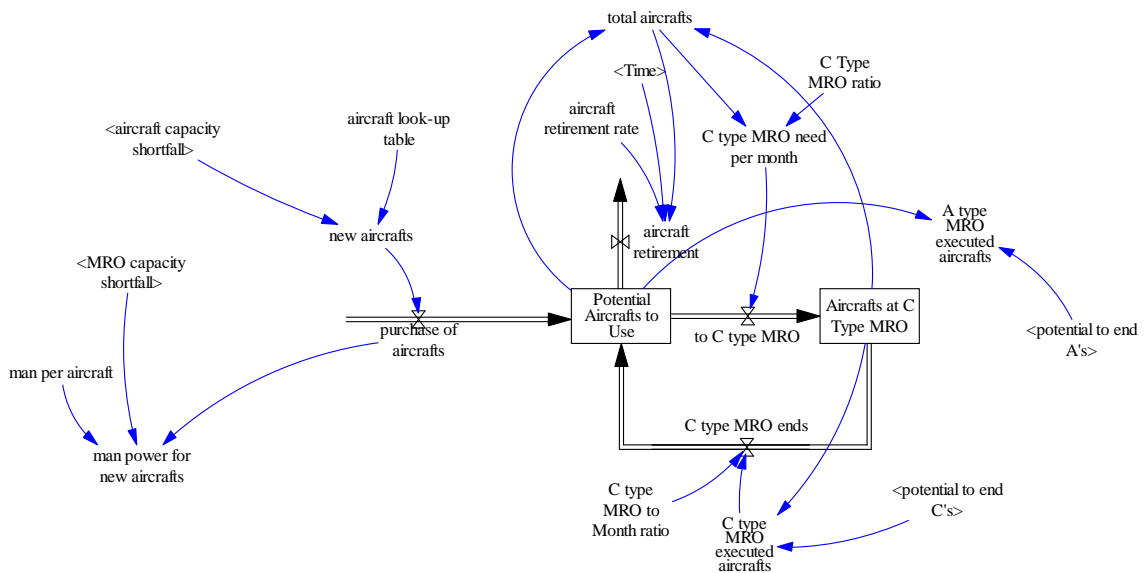 total aircrafts
<Time>
C Type
MRO ratio
aircraft
retirement rate
aircraft look-up
table
<aircraft capacity
shortfall>
C type MRO need
per month
new aircrafts
aircraft
retirement
A type
MRO
executed
aircrafts
<MRO capacity
shortfall>
Potential
Aircrafts to
Use
Aircrafts at C
Type MRO
purchase of
aircrafts
to C type MRO
<potential to end
A's>
man per aircraft
C type MRO ends
man power for
new aircrafts
C type
MRO to
Month ratio
<potential to end
C's>
C type
MRO
executed
aircrafts